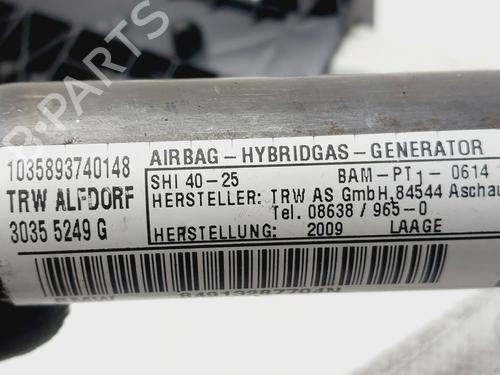 1035893740148
TRW ALFDORF
3035 5249 G
AIRBAG-HYBRIDGAS-GENERATOR
SHI 40-25 BAM-PT1-0614
HERSTELLER: TRW AS GmbH, 84544 Aschau
Tel. 08638/965-0
HERSTELLUNG: 2009 LAAGE
B-PARTS